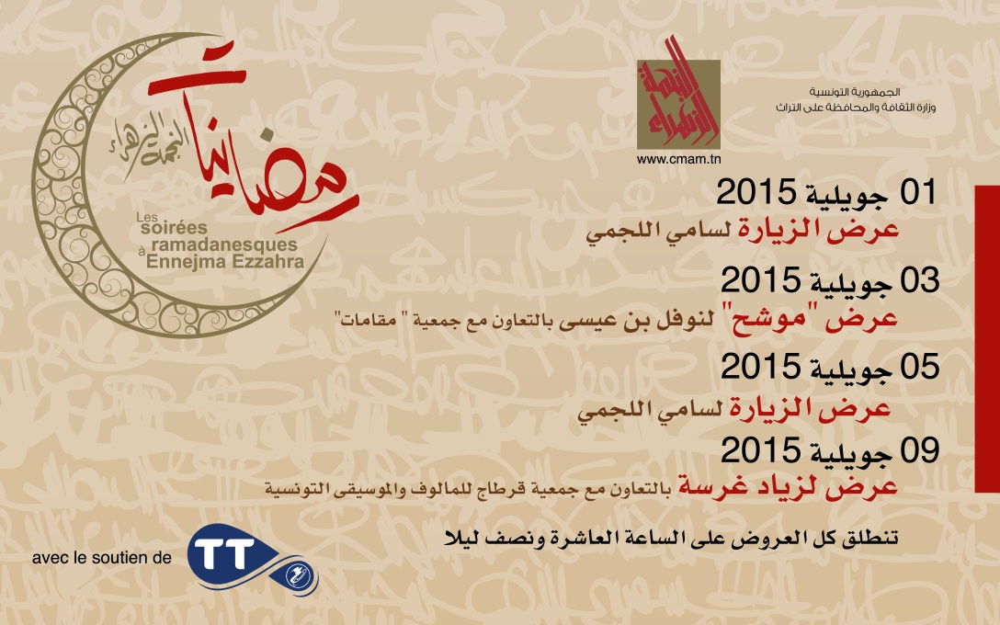 رمضانيات
النجمة الزهراء
Les
soirées
ramadanesques
à
Ennejma Ezzahra
النجمة
الزهراء
www.cmam.tn
الجمهورية التونسية
وزارة الثقافة والمحافظة على التراث
01 جويلية 2015
عرض الزيارة لسامي اللجمي
03 جويلية 2015
عرض "موشح" لنوفل بن عيسى بالتعاون مع جمعية " مقامات"
05 جويلية 2015
عرض الزيارة لسامي اللجمي
09 جويلية 2015
عرض لزياد غرسة بالتعاون مع جمعية قرطاج للمالوف والموسيقى التونسية
تنطلق كل العروض على الساعة العاشرة ونصف ليلا
avec le soutien de
TT